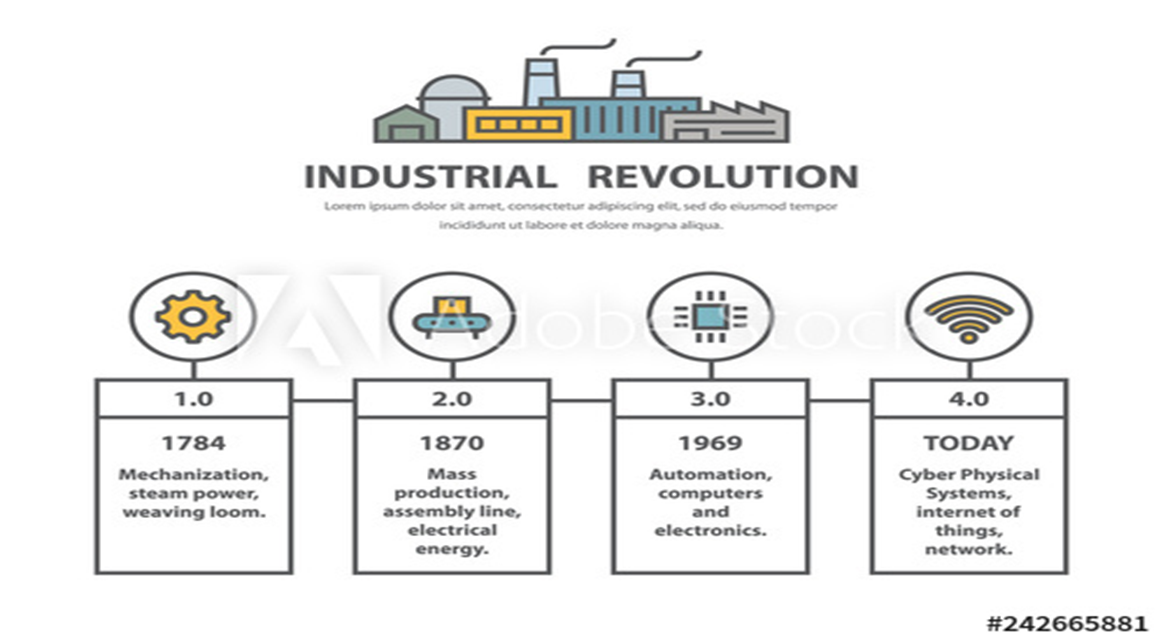 INDUSTRIAL REVOLUTION
Lorem ipsum dolor sit amet, consectetur adipiscing elit, sed do eiusmod tempor
incididunt ut labore et dolore magna aliqua.
Adobe Stock
1.0
1784
Mechanization,
steam power,
weaving loom.
2.0
1870
Mass
production,
assembly line,
electrical
energy.
3.0
1969
Automation,
computers
and
electronics.
4.0
TODAY
Cyber Physical
Systems,
internet of
things,
network.
#242665881